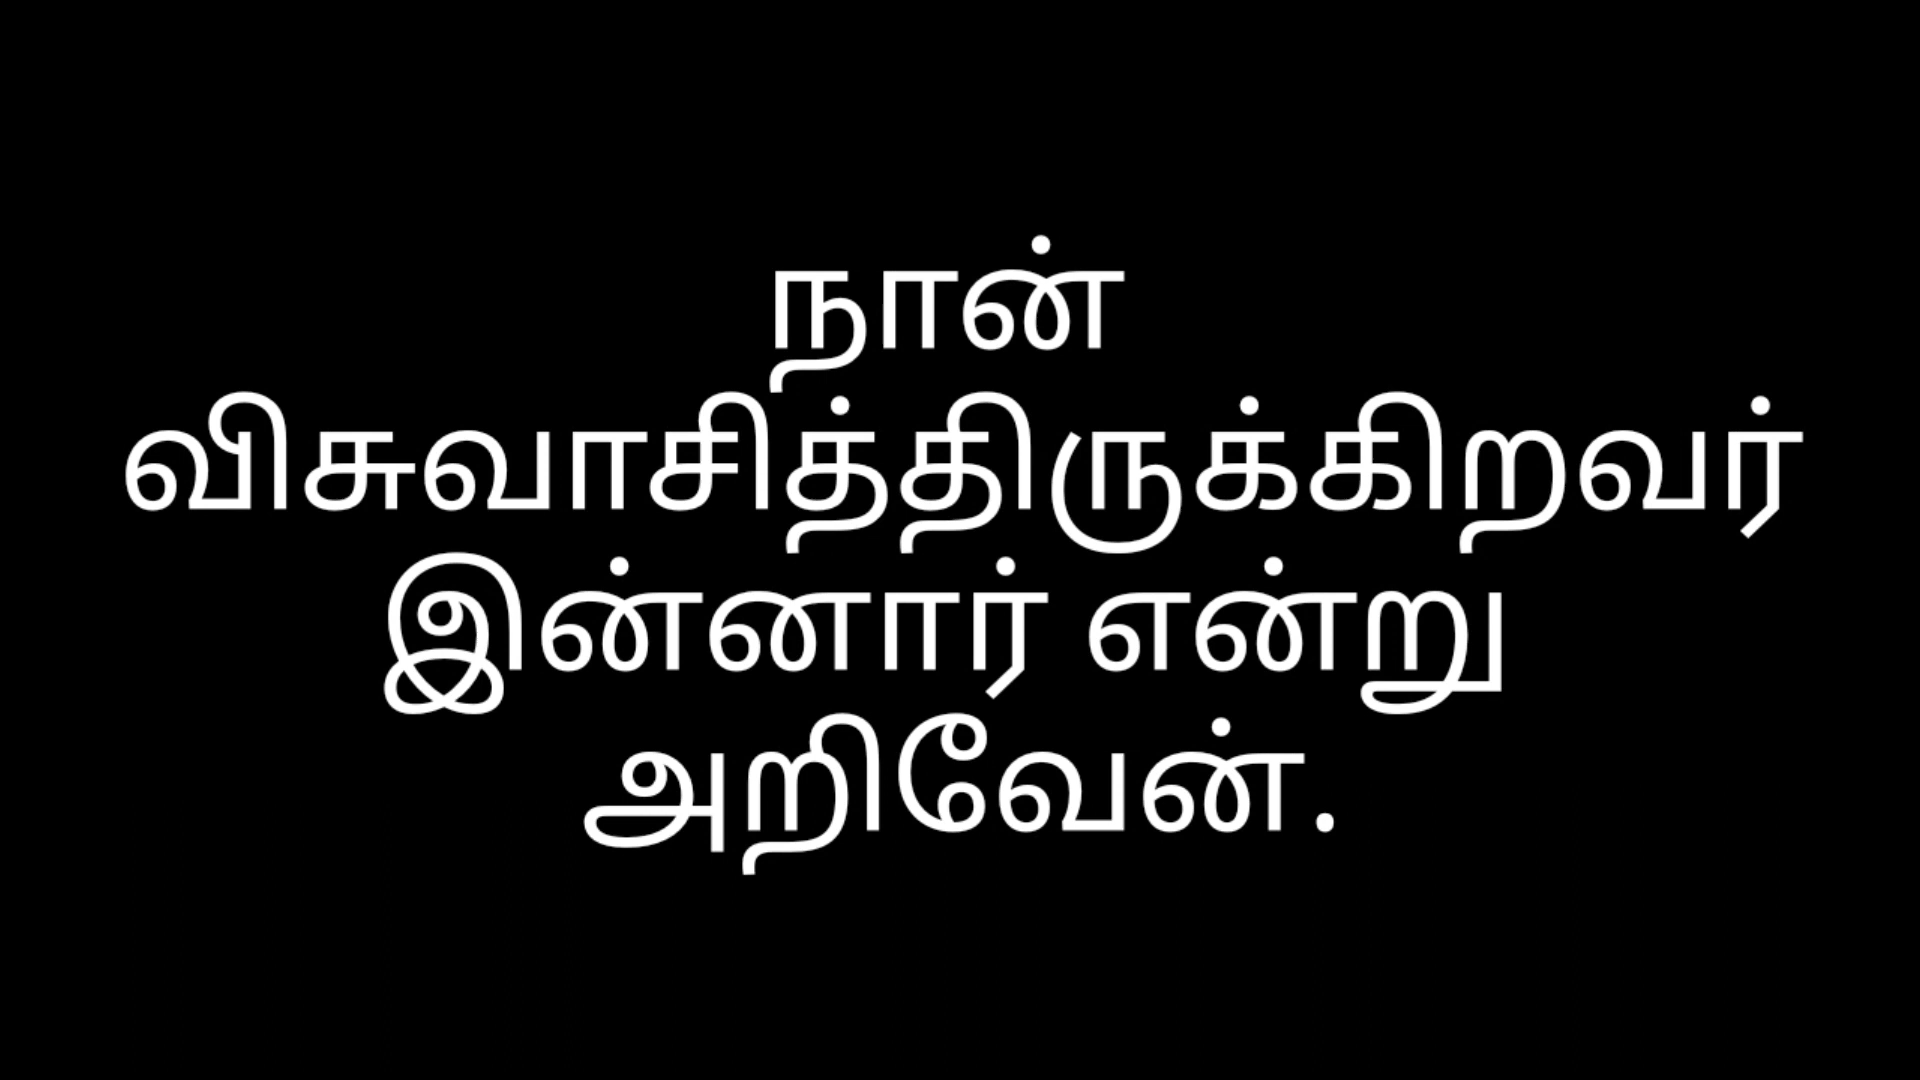 நான்
விசுவாசித்திருக்கிறவர்
இன்னார் என்று
அறிவேன்.